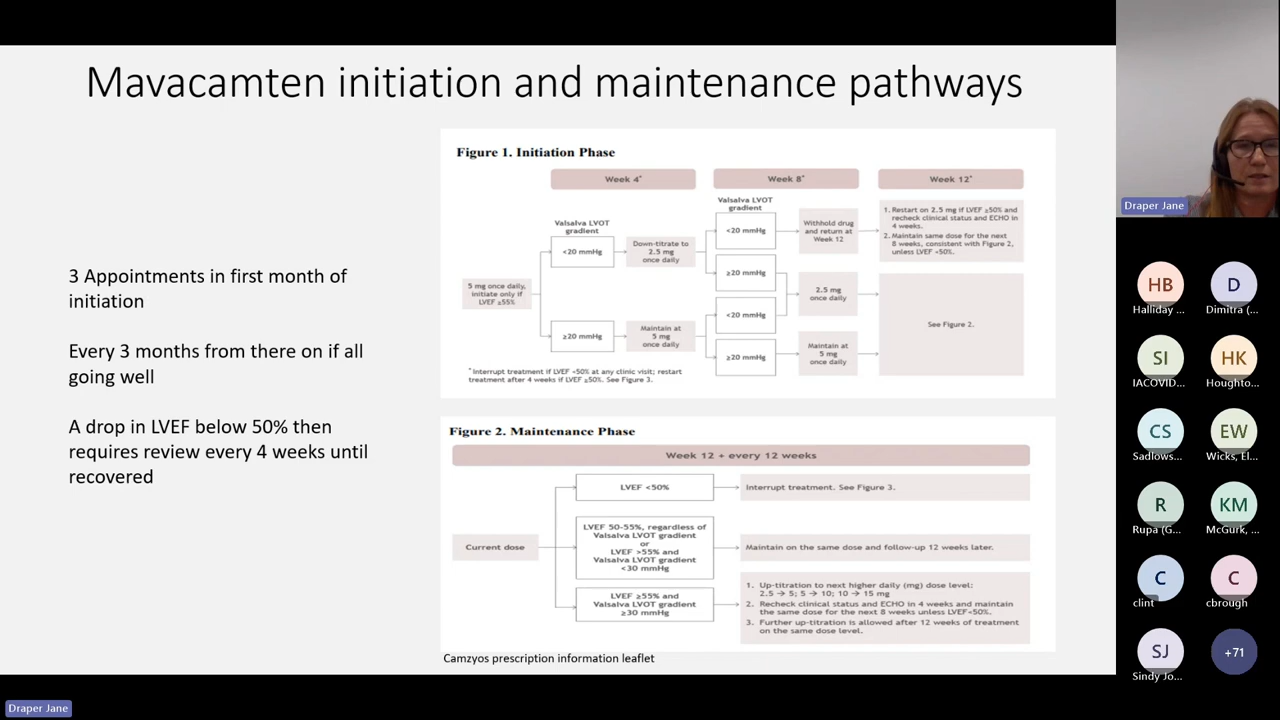 Mavacamten initiation and maintenance pathways
3 Appointments in first month of
initiation
Every 3 months from there on if all
going well
A drop in LVEF below 50% then
requires review every 4 weeks until
recovered
Figure 1. Initiation Phase
Week 4*
Week 8*
Week 12*
5 mg once daily,
initiate only if
LVEF ≥55%
Valsalva LVOT
gradient
<20 mmHg
≥20 mmHg
Down-titrate to
2.5 mg
once daily
Maintain at
5 mg
once daily
Valsalva LVOT
gradient
<20 mmHg
≥20 mmHg
<20 mmHg
≥20 mmHg
Withhold drug
and return at
Week 12
2.5 mg
once daily
Maintain at
5 mg
once daily
1. Restart on 2.5 mg if LVEF ≥50% and
recheck clinical status and ECHO in
4 weeks.
2. Maintain same dose for the next
8 weeks, consistent with Figure 2,
unless LVEF <50%.
See Figure 2.
* Interrupt treatment if LVEF <50% at any clinic visit; restart
treatment after 4 weeks if LVEF ≥50%. See Figure 3.
Figure 2. Maintenance Phase
Week 12 + every 12 weeks
Current dose
LVEF <50%
Interrupt treatment. See Figure 3.
LVEF 50-55%, regardless of
Valsalva LVOT gradient
or
LVEF >55% and
Valsalva LVOT gradient
<30 mmHg
Maintain on the same dose and follow-up 12 weeks later.
LVEF ≥55% and
Valsalva LVOT gradient
≥30 mmHg
1. Up-titration to next higher daily (mg) dose level:
2.5 → 5; 5 → 10; 10 → 15 mg
2. Recheck clinical status and ECHO in 4 weeks and maintain
the same dose for the next 8 weeks unless LVEF<50%.
3. Further up-titration is allowed after 12 weeks of treatment
on the same dose level.
Camzyos prescription information leaflet
Draper Jane
Draper Jane
HB
Halliday ...
D
Dimitra (...
SI
IACOVID...
HK
Houghto...
CS
Sadlows...
EW
Wicks, El...
R
Rupa (G...
KM
McGurk, ...
C
clint
C
cbrough
SJ
Sindy Jo...
+71